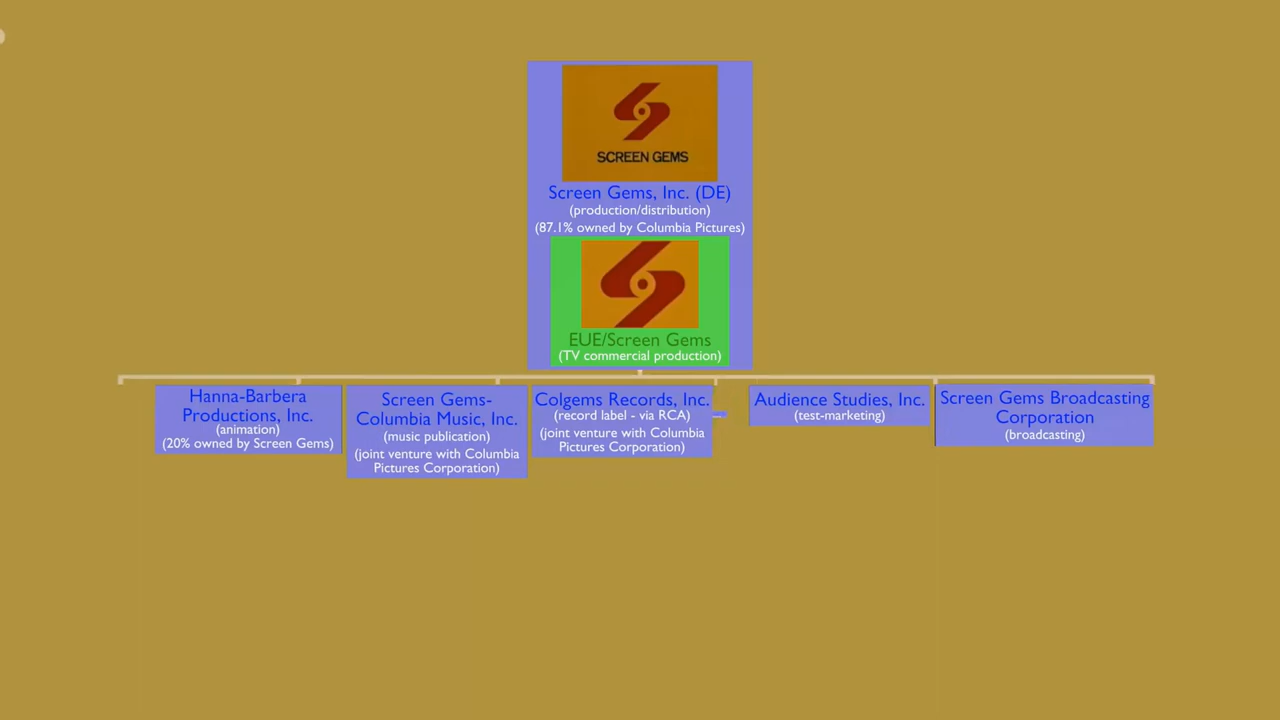 SCREEN GEMS
Screen Gems, Inc. (DE)
(production/distribution)
(87.1% owned by Columbia Pictures)
EUE/Screen Gems
(TV commercial production)
Hanna-Barbera
Productions, Inc.
(animation)
(20% owned by Screen Gems)
Screen Gems-
Columbia Music, Inc.
(music publication)
(joint venture with Columbia
Pictures Corporation)
Colgems Records, Inc.
(record label - via RCA)
(joint venture with Columbia
Pictures Corporation)
Audience Studies, Inc.
(test-marketing)
Screen Gems Broadcasting
Corporation
(broadcasting)